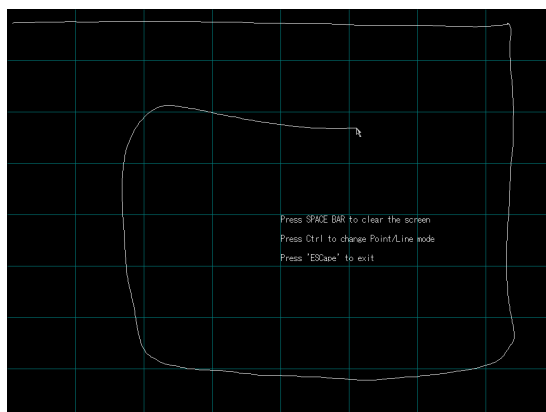 Press SPACE BAR to clear the screen
Press Ctrl to change Point/Line mode
Press 'ESCape' to exit